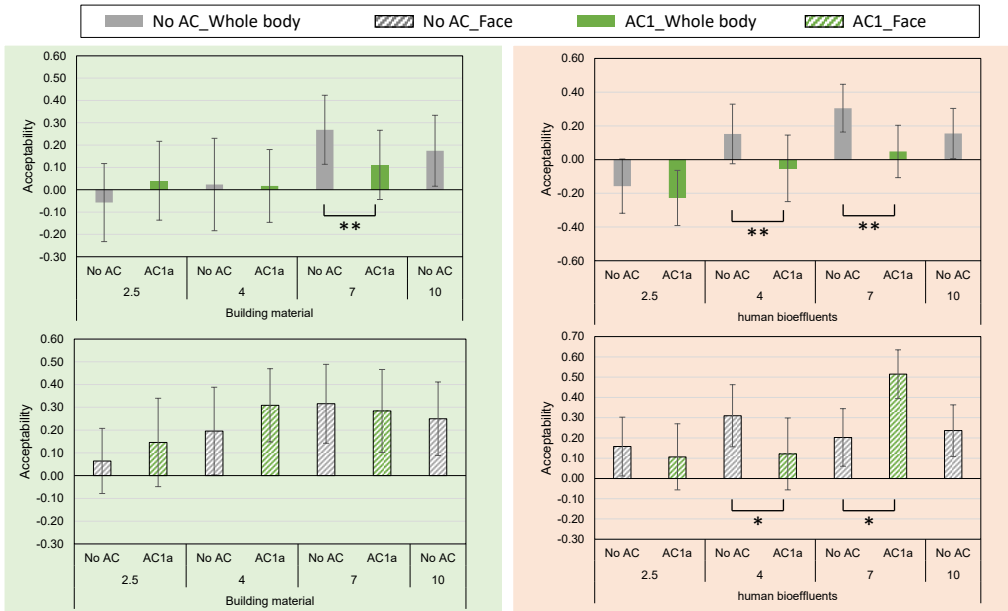 No AC_Whole body No AC_Face AC1_Whole body AC1_Face
0.60
0.50
0.40
0.30
0.20
0.10
0.00
-0.10
-0.20
-0.30
Acceptability
**
No AC AC1a No AC AC1a No AC AC1a No AC
2.5 4 7 10
Building material
0.60
0.40
0.20
0.00
-0.20
-0.40
-0.60
Acceptability
** **
No AC AC1a No AC AC1a No AC AC1a No AC
2.5 4 7 10
human bioeffluents
0.60
0.50
0.40
0.30
0.20
0.10
0.00
-0.10
-0.20
-0.30
Acceptability
No AC AC1a No AC AC1a No AC AC1a No AC
2.5 4 7 10
Building material
0.70
0.60
0.50
0.40
0.30
0.20
0.10
0.00
-0.10
-0.20
-0.30
Acceptability
* *
No AC AC1a No AC AC1a No AC AC1a No AC
2.5 4 7 10
human bioeffluents